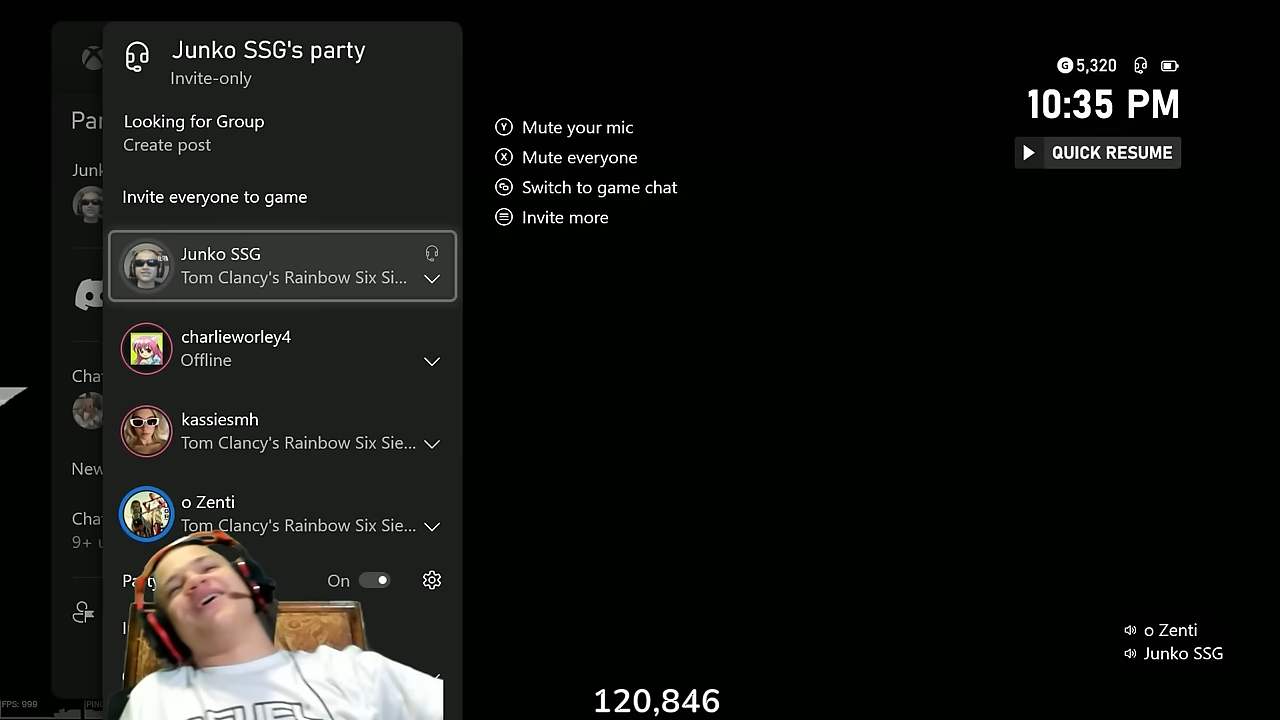 Junko SSG's party
Invite-only
Looking for Group
Create post
Invite everyone to game
Junko SSG
Tom Clancy's Rainbow Six Si...
charlieworley4
Offline
kassiesmh
Tom Clancy's Rainbow Six Sie...
o Zenti
Tom Clancy's Rainbow Six Sie...
On
Mute your mic
Mute everyone
Switch to game chat
Invite more
G 5,320
10:35 PM
QUICK RESUME
o Zenti
Junko SSG
120,846
FPS: 999